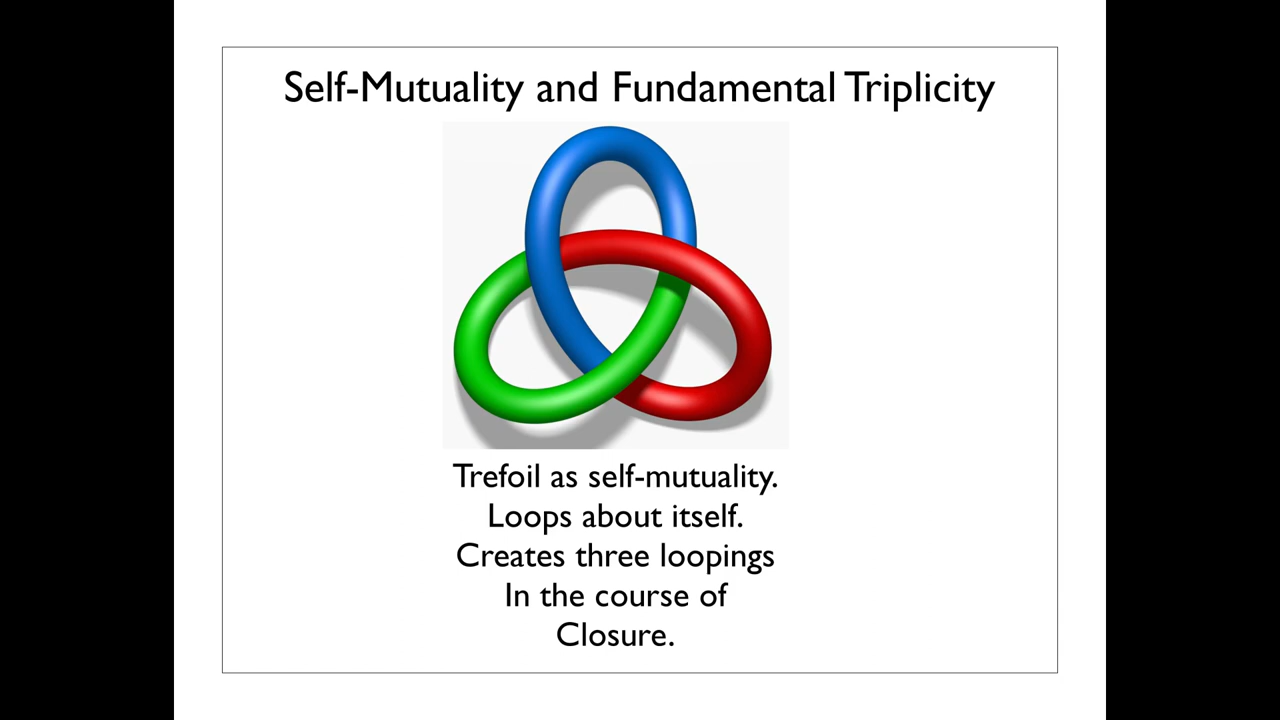 Self-Mutuality and Fundamental Triplicity
Trefoil as self-mutuality.
Loops about itself.
Creates three loopings
In the course of
Closure.